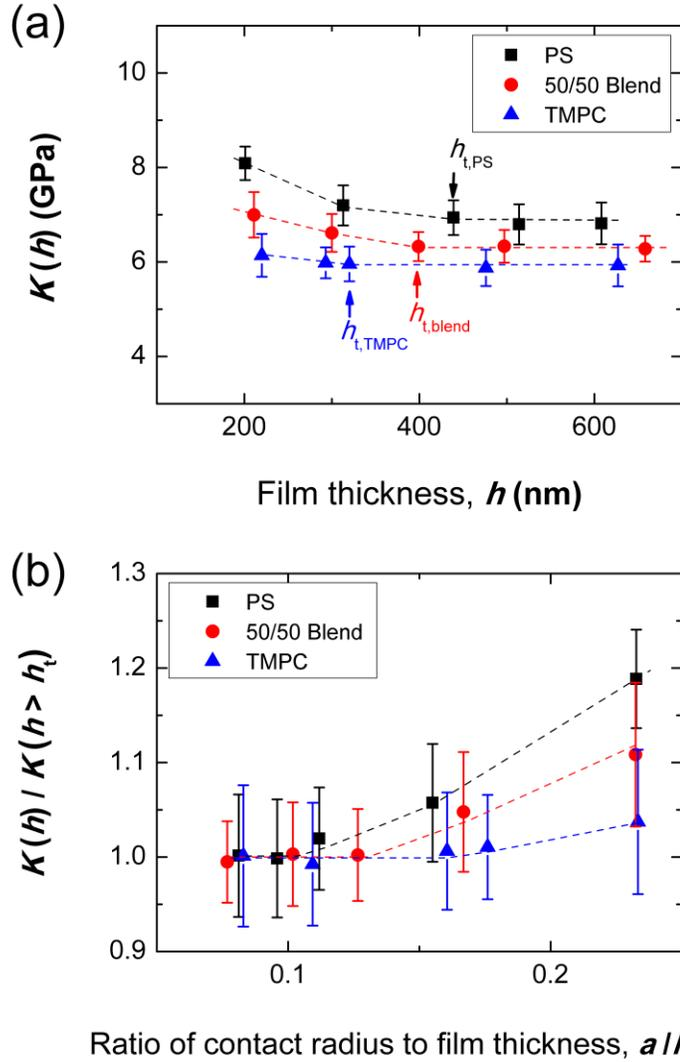 (a)
PS
50/50 Blend
TMPC
10
8
6
4
h t,PS
h t,blend
h t,TMPC
K(h) (GPa)
200
400
600
Film thickness, h (nm)
(b)
1.3
PS
50/50 Blend
TMPC
1.2
1.1
1.0
0.9
K(h) / K(h > h t)
0.1
0.2
Ratio of contact radius to film thickness, a /